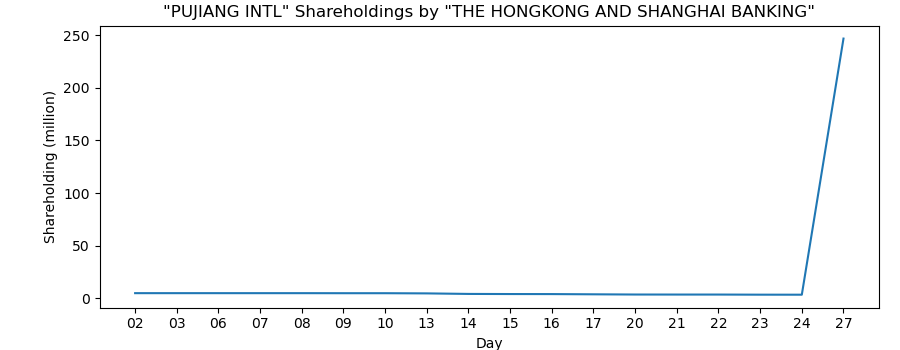 "PUJIANG INTL" Shareholdings by "THE HONGKONG AND SHANGHAI BANKING"
Shareholding (million)
250
200
150
100
50
0
02 03 06 07 08 09 10 13 14 15 16 17 20 21 22 23 24 27
Day